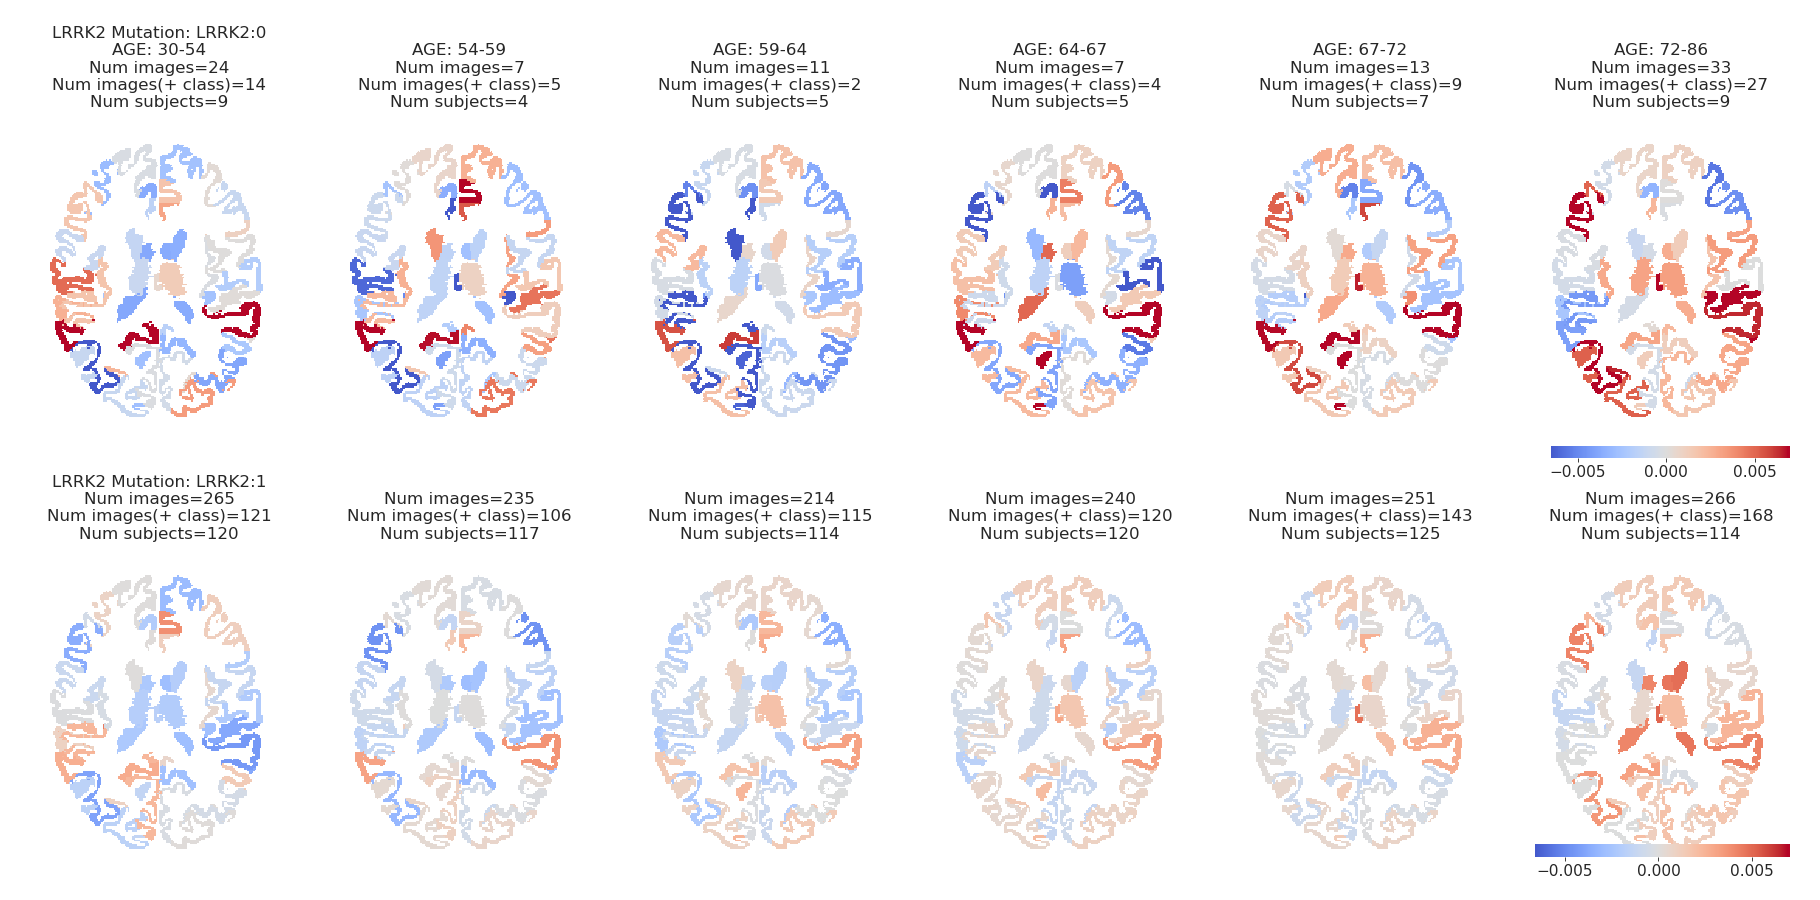 LRRK2 Mutation: LRRK2:0
AGE: 30-54
Num images=24
Num images(+ class)=14
Num subjects=9
AGE: 54-59
Num images=7
Num images(+ class)=5
Num subjects=4
AGE: 59-64
Num images=11
Num images(+ class)=2
Num subjects=5
AGE: 64-67
Num images=7
Num images(+ class)=4
Num subjects=5
AGE: 67-72
Num images=13
Num images(+ class)=9
Num subjects=7
AGE: 72-86
Num images=33
Num images(+ class)=27
Num subjects=9
−0.005 0.000 0.005
LRRK2 Mutation: LRRK2:1
Num images=265
Num images(+ class)=121
Num subjects=120
Num images=235
Num images(+ class)=106
Num subjects=117
Num images=214
Num images(+ class)=115
Num subjects=114
Num images=240
Num images(+ class)=120
Num subjects=120
Num images=251
Num images(+ class)=143
Num subjects=125
Num images=266
Num images(+ class)=168
Num subjects=114
−0.005 0.000 0.005